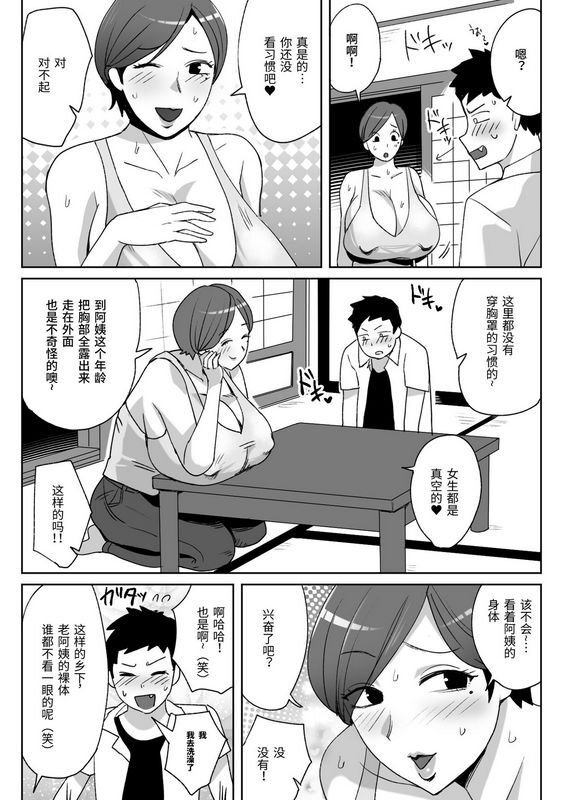 嗯？
ドキッ
啊啊！
ドキ
真是的…
你还没
看习惯吧♥
对
对不起
这里都没有
穿胸罩的习惯的~
ドキ
女生都是
真空的♥
到阿姨这个年龄
把胸部全露出来
走在外面
也是不奇怪的噢~
这样的吗!!
该不会…
看着阿姨的
身体
兴奋了吧？
没
没有！
ガタッ
啊哈哈！
也是啊~（笑）
我
我去洗澡了
这样的乡下，
老阿姨的裸体
谁都不看一眼的呢（笑）